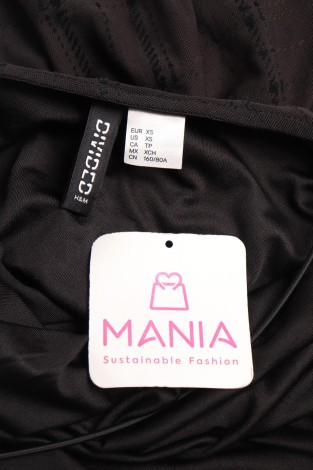 DIVIDED
H&M
EUR XS
US XS
CA TP
MX XCH
CN 160/80A
MANIA
Sustainable Fashion